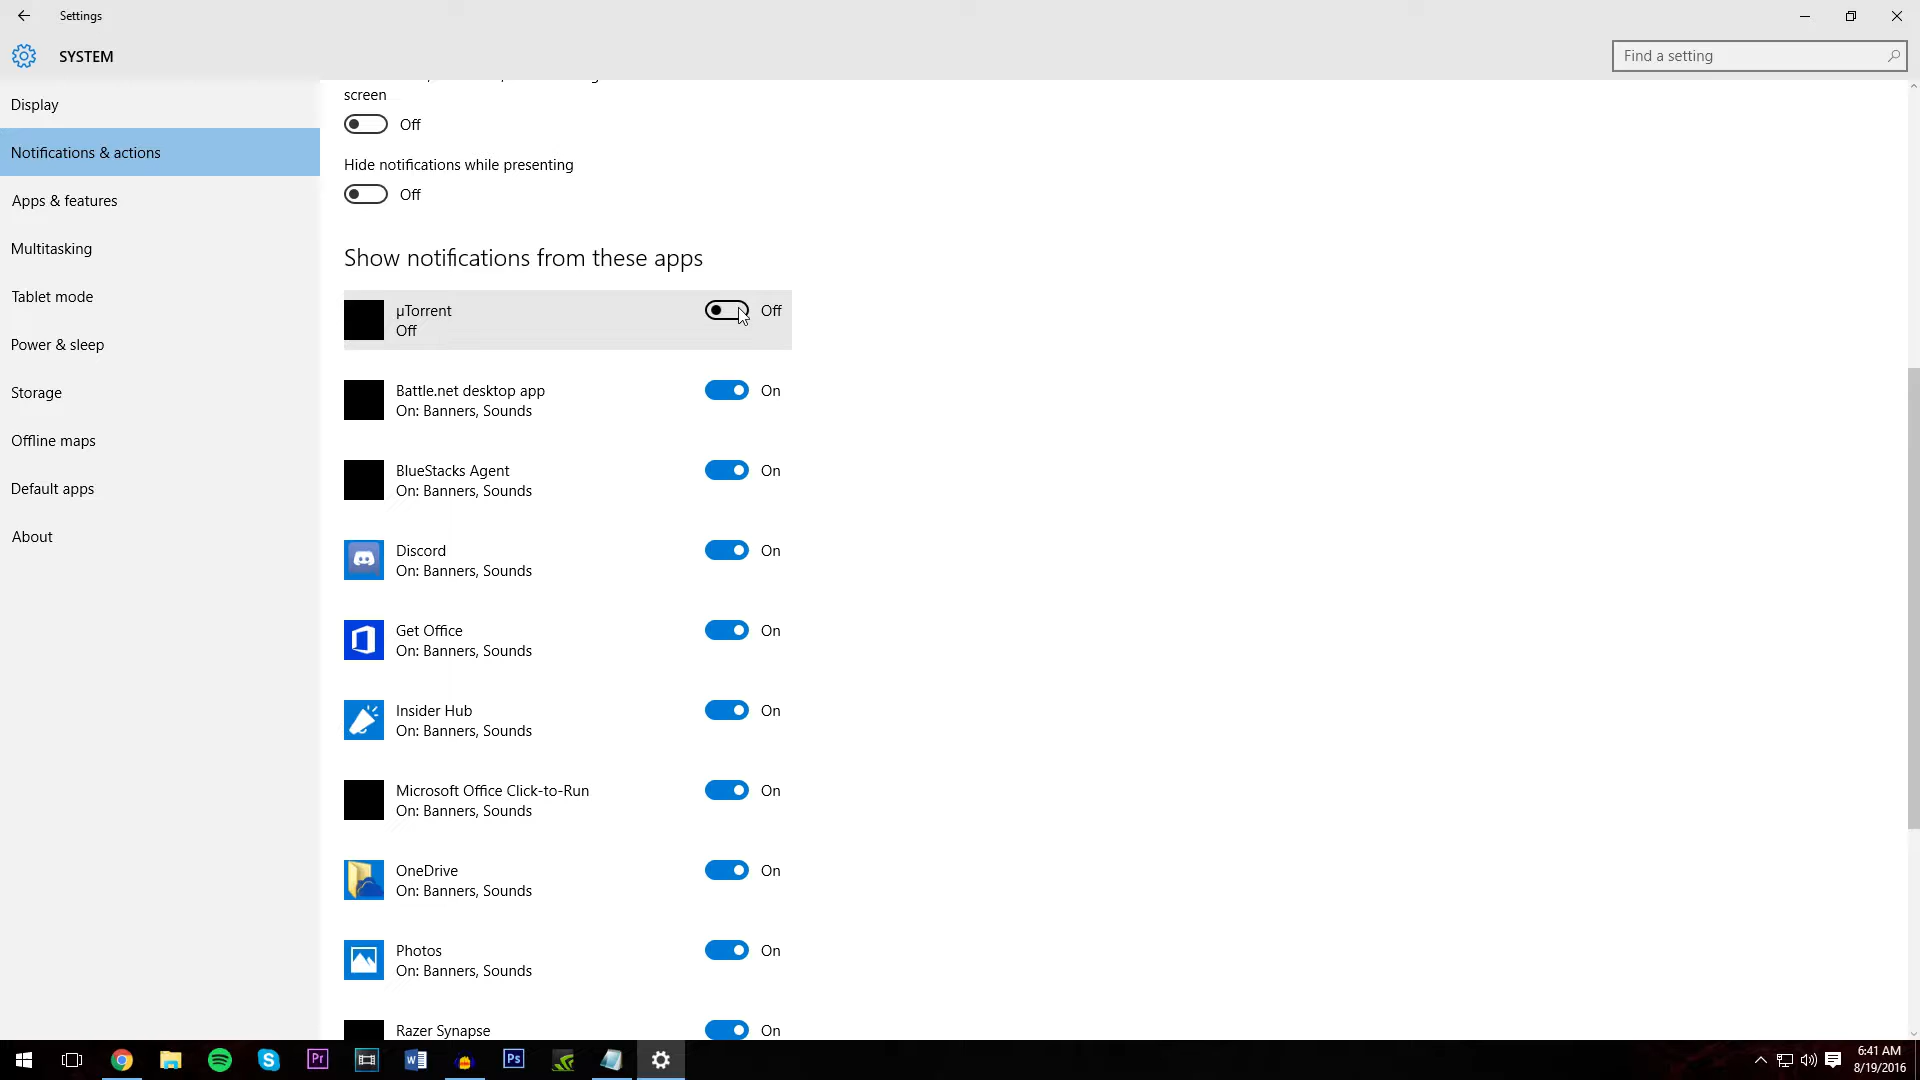 Settings
SYSTEM
Find a setting
Display
Notifications & actions
Apps & features
Multitasking
Tablet mode
Power & sleep
Storage
Offline maps
Default apps
About
screen
Off
Hide notifications while presenting
Off
Show notifications from these apps
µTorrent
Off
Off
Battle.net desktop app
On
On: Banners, Sounds
BlueStacks Agent
On
On: Banners, Sounds
Discord
On
On: Banners, Sounds
Get Office
On
On: Banners, Sounds
Insider Hub
On
On: Banners, Sounds
Microsoft Office Click-to-Run
On
On: Banners, Sounds
OneDrive
On
On: Banners, Sounds
Photos
On
On: Banners, Sounds
Razer Synapse
On
Pr
Ps
6:41 AM
8/19/2016